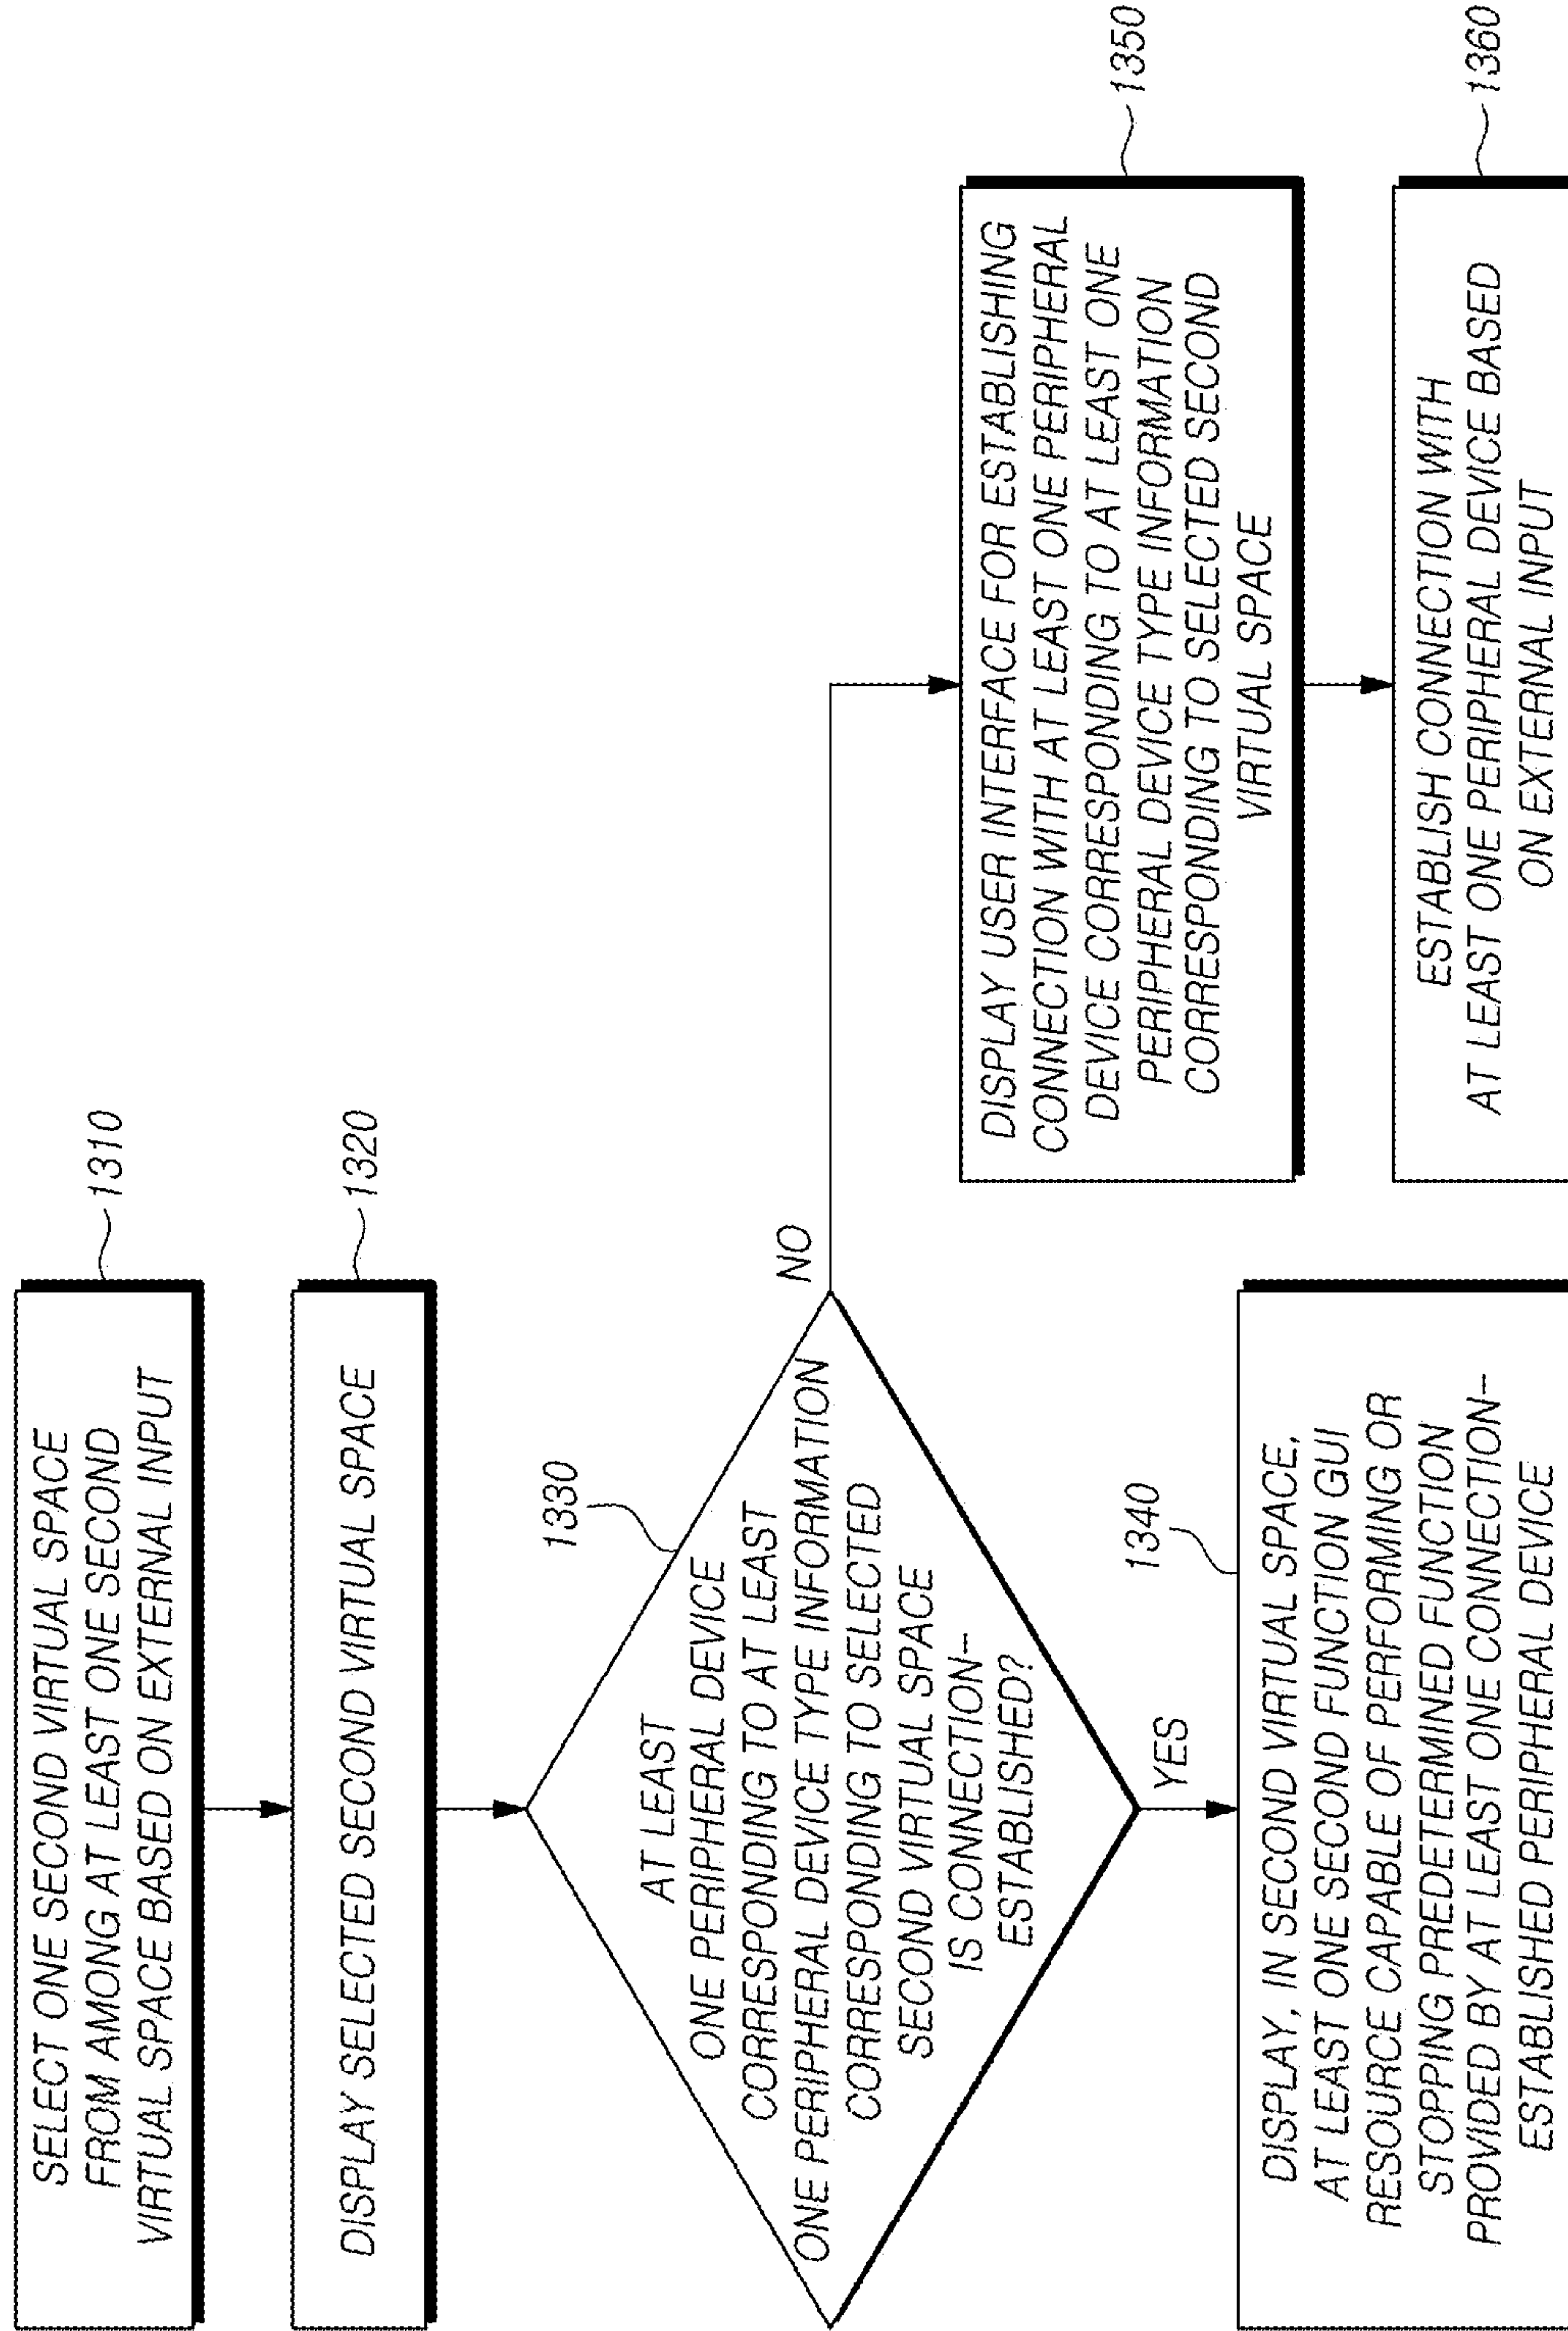 SELECT ONE SECOND VIRTUAL SPACE
FROM AMONG AT LEAST ONE SECOND
VIRTUAL SPACE BASED ON EXTERNAL INPUT
1310
DISPLAY SELECTED SECOND VIRTUAL SPACE
1320
1330
AT LEAST
ONE PERIPHERAL DEVICE
CORRESPONDING TO AT LEAST
ONE PERIPHERAL DEVICE TYPE INFORMATION
CORRESPONDING TO SELECTED
SECOND VIRTUAL SPACE
IS CONNECTION-
ESTABLISHED?
NO
YES
1340
DISPLAY, IN SECOND VIRTUAL SPACE,
AT LEAST ONE SECOND FUNCTION GUI
RESOURCE CAPABLE OF PERFORMING OR
STOPPING PREDETERMINED FUNCTION
PROVIDED BY AT LEAST ONE CONNECTION-
ESTABLISHED PERIPHERAL DEVICE
DISPLAY USER INTERFACE FOR ESTABLISHING
CONNECTION WITH AT LEAST ONE PERIPHERAL
DEVICE CORRESPONDING TO AT LEAST ONE
PERIPHERAL DEVICE TYPE INFORMATION
CORRESPONDING TO SELECTED SECOND
VIRTUAL SPACE
1350
ESTABLISH CONNECTION WITH
AT LEAST ONE PERIPHERAL DEVICE BASED
ON EXTERNAL INPUT
1360